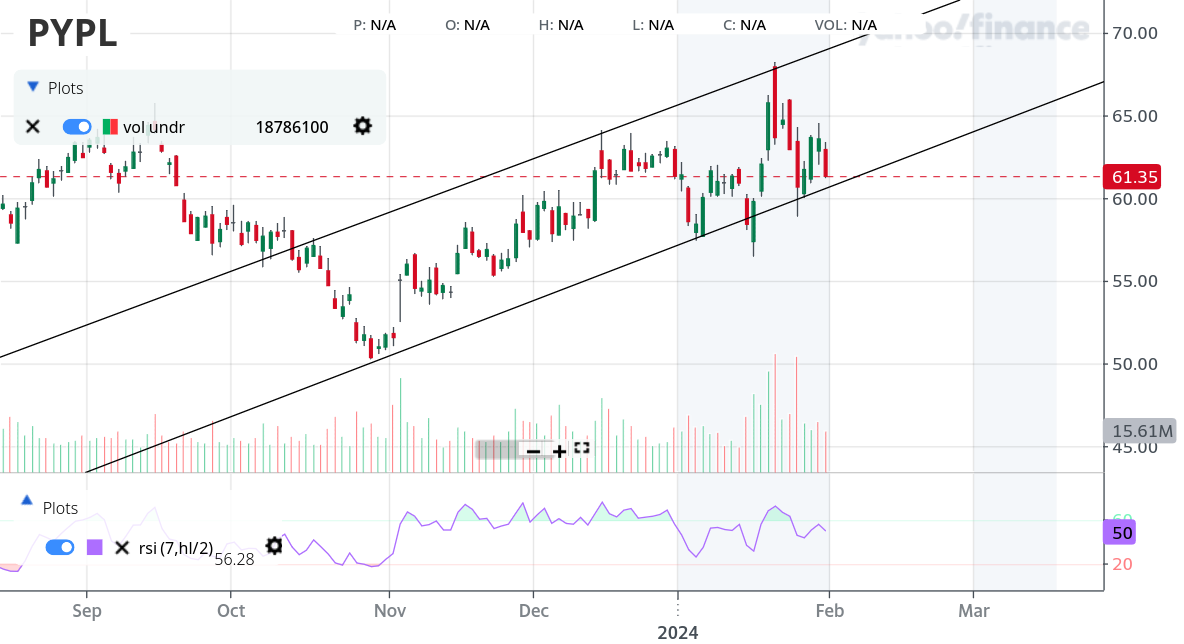 PYPL
P: N/A O: N/A H: N/A L: N/A C: N/A VOL: N/A
yahoo!finance
Plots
vol undr 18786100
70.00
65.00
61.35
60.00
55.00
50.00
15.61M
45.00
Plots
rsi (7,hl/2) 56.28
60
50
20
Sep Oct Nov Dec Feb Mar
2024